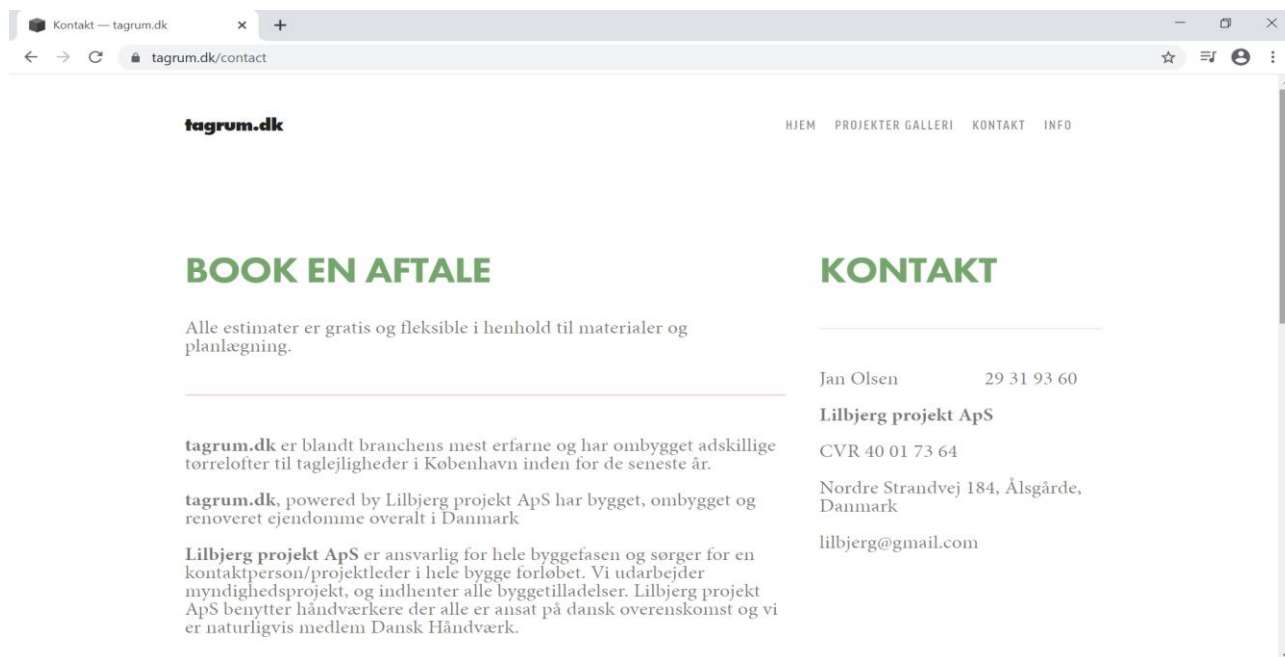 Kontakt — tagrum.dk
tagrum.dk/contact
tagrum.dk
HJEM PROJEKTER GALLERI KONTAKT INFO
BOOK EN AFTALE
Alle estimater er gratis og fleksible i henhold til materialer og
planlægning.
tagrum.dk er blandt branchens mest erfarne og har ombygget adskillige
tørrelofter til taglejligheder i København inden for de seneste år.
tagrum.dk, powered by Lilbjerg projekt ApS har bygget, ombygget og
renoveret ejendomme overalt i Danmark
Lilbjerg projekt ApS er ansvarlig for hele byggefasen og sørger for en
kontaktperson/projektleder i hele bygge forløbet. Vi udarbejder
myndighedsprojekt, og indhenter alle byggetilladelser. Lilbjerg projekt
ApS benytter håndværkere der alle er ansat på dansk overenskomst og vi
er naturligvis medlem Dansk Håndværk.
KONTAKT
Jan Olsen 29 31 93 60
Lilbjerg projekt ApS
CVR 40 01 73 64
Nordre Strandvej 184, Ålsgårde,
Danmark
lilbjerg@gmail.com